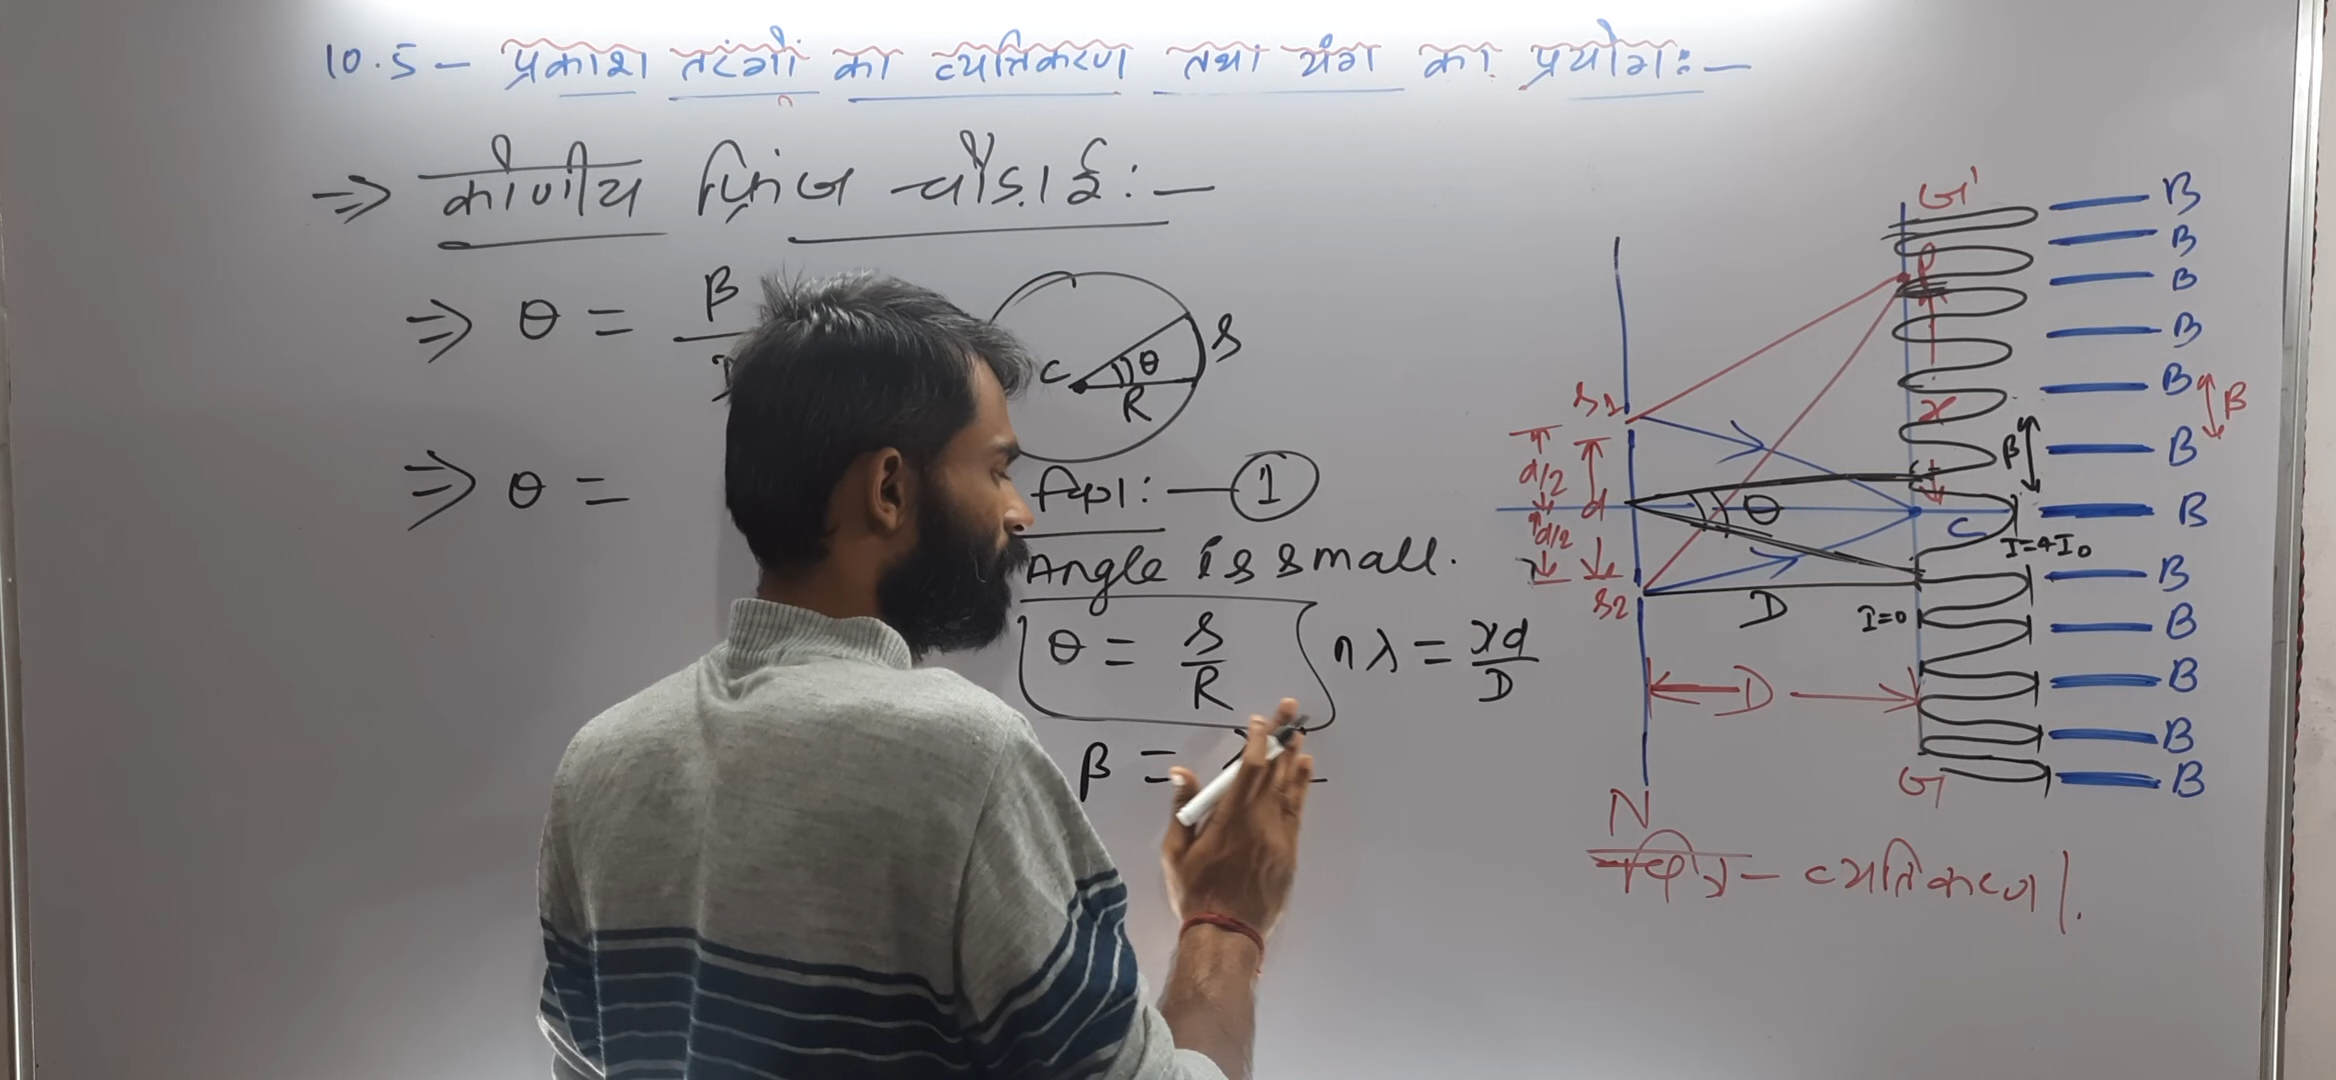 10.5 - प्रकाश तरंगों का व्यतिकरण तथा यंग का प्रयोग:-
⇒ कोणीय फ्रिंज चौड़ाई:-
⇒ θ = β
⇒ θ =
C θ R s
①
Angle is small.
θ = s/R
nλ = xd/D
β =
G'
P
S1
d/2
d
d/2
S2
x
θ
C
β
I=4I0
I=0
D
D
N
G
B
B
B
B
B
β
B
B
B
B
B
B
B
चित्र - व्यतिकरण।